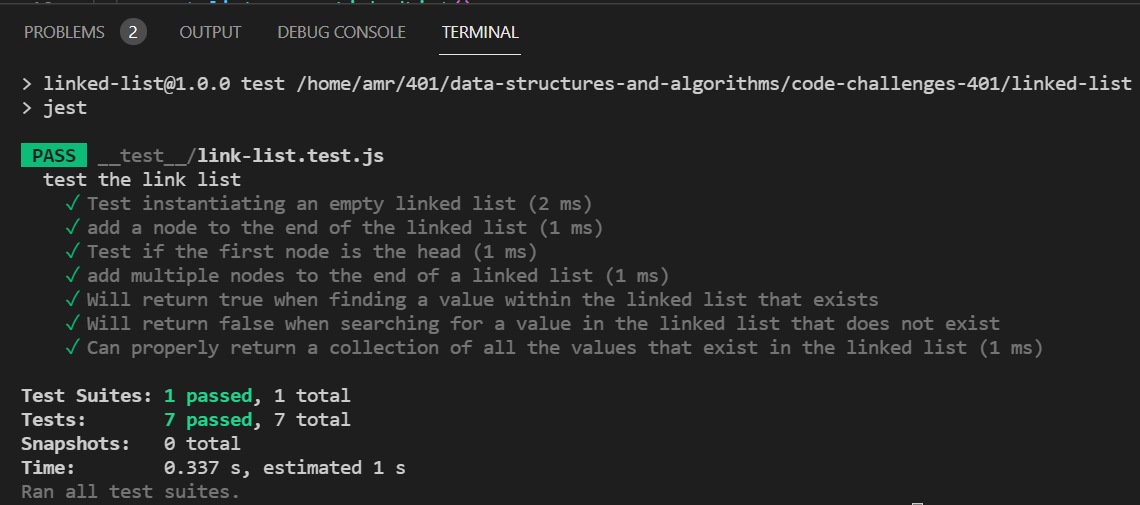 PROBLEMS 2 OUTPUT DEBUG CONSOLE TERMINAL
> linked-list@1.0.0 test /home/amr/401/data-structures-and-algorithms/code-challenges-401/linked-list
> jest
PASS __test__/link-list.test.js
test the link list
✓ Test instantiating an empty linked list (2 ms)
✓ add a node to the end of the linked list (1 ms)
✓ Test if the first node is the head (1 ms)
✓ add multiple nodes to the end of a linked list (1 ms)
✓ Will return true when finding a value within the linked list that exists
✓ Will return false when searching for a value in the linked list that does not exist
✓ Can properly return a collection of all the values that exist in the linked list (1 ms)
Test Suites: 1 passed, 1 total
Tests: 7 passed, 7 total
Snapshots: 0 total
Time: 0.337 s, estimated 1 s
Ran all test suites.